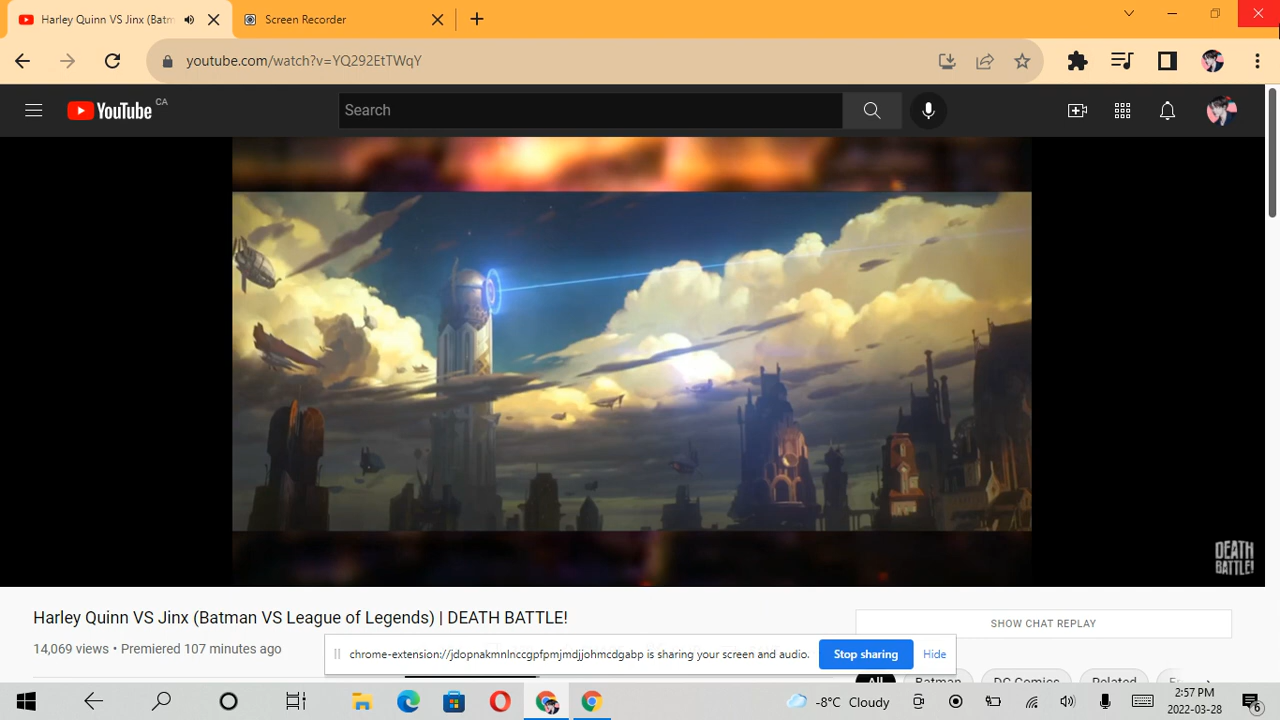 Harley Quinn VS Jinx (Batm
Screen Recorder
youtube.com/watch?v=YQ292EtTWqY
YouTube CA
Search
DEATH BATTLE!
Harley Quinn VS Jinx (Batman VS League of Legends) | DEATH BATTLE!
14,069 views • Premiered 107 minutes ago
SHOW CHAT REPLAY
chrome-extension://jdopnakmnlnccgpfpmjmdjjohmcdgabp is sharing your screen and audio.
Stop sharing
Hide
All
Batman
DC Comics
Related
-8°C Cloudy
2:57 PM
2022-03-28
6